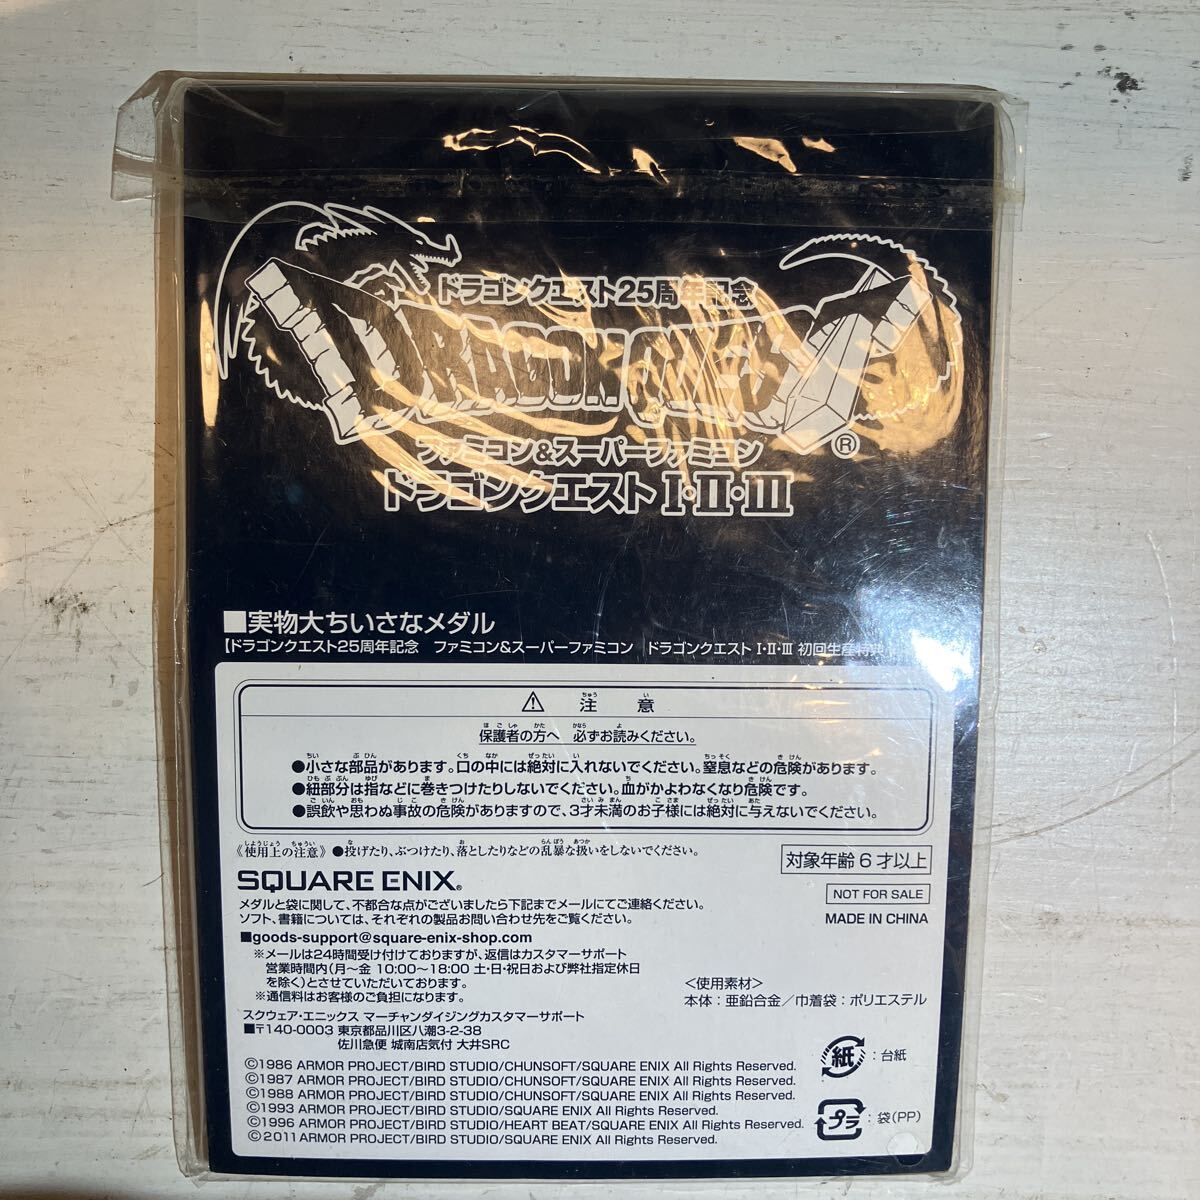 ドラゴンクエスト25周年記念
DRAGON QUEST®
ファミコン&スーパーファミコン
ドラゴンクエスト I・II・III
■実物大ちいさなメダル
【ドラゴンクエスト25周年記念 ファミコン&スーパーファミコン ドラゴンクエスト I・II・III 初回生産特典
⚠ 注意
保護者の方へ 必ずお読みください。
●小さな部品があります。口の中には絶対に入れないでください。窒息などの危険があります。
●紐部分は指などに巻きつけたりしないでください。血がかよわなくなり危険です。
●誤飲や思わぬ事故の危険がありますので、3才未満のお子様には絶対に与えないでください。
《使用上の注意》●投げたり、ぶつけたり、落としたりなどの乱暴な扱いをしないでください。
対象年齢6才以上
SQUARE ENIX®
NOT FOR SALE
メダルと袋に関して、不都合な点がございましたら下記までメールにてご連絡ください。
MADE IN CHINA
ソフト、書籍については、それぞれの製品お問い合わせ先をご覧ください。
■goods-support@square-enix-shop.com
※メールは24時間受け付けておりますが、返信はカスタマーサポート
営業時間内(月〜金 10:00〜18:00 土・日・祝日および弊社指定休日
を除く)とさせていただいております。
※通信料はお客様のご負担になります。
<使用素材>
本体：亜鉛合金／巾着袋：ポリエステル
スクウェア・エニックス マーチャンダイジングカスタマーサポート
■〒140-0003 東京都品川区八潮3-2-38
佐川急便 城南店気付 大井SRC
紙：台紙
©1986 ARMOR PROJECT/BIRD STUDIO/CHUNSOFT/SQUARE ENIX All Rights Reserved.
©1987 ARMOR PROJECT/BIRD STUDIO/CHUNSOFT/SQUARE ENIX All Rights Reserved.
©1988 ARMOR PROJECT/BIRD STUDIO/CHUNSOFT/SQUARE ENIX All Rights Reserved.
©1993 ARMOR PROJECT/BIRD STUDIO/SQUARE ENIX All Rights Reserved.
©1996 ARMOR PROJECT/BIRD STUDIO/HEART BEAT/SQUARE ENIX All Rights Reserved.
©2011 ARMOR PROJECT/BIRD STUDIO/SQUARE ENIX All Rights Reserved.
プラ：袋(PP)